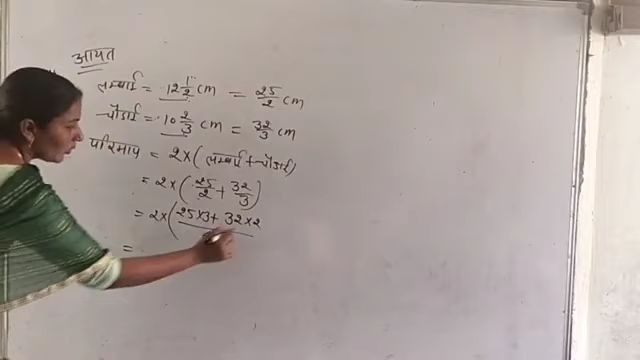 आयत
लम्बाई = 12 1/2 cm = 25/2 cm
चौडाई = 10 2/3 cm = 32/3 cm
परिमाप = 2×(लम्बाई+चौडाई)
= 2×(25/2 + 32/3)
= 2×(25×3+32×2
=